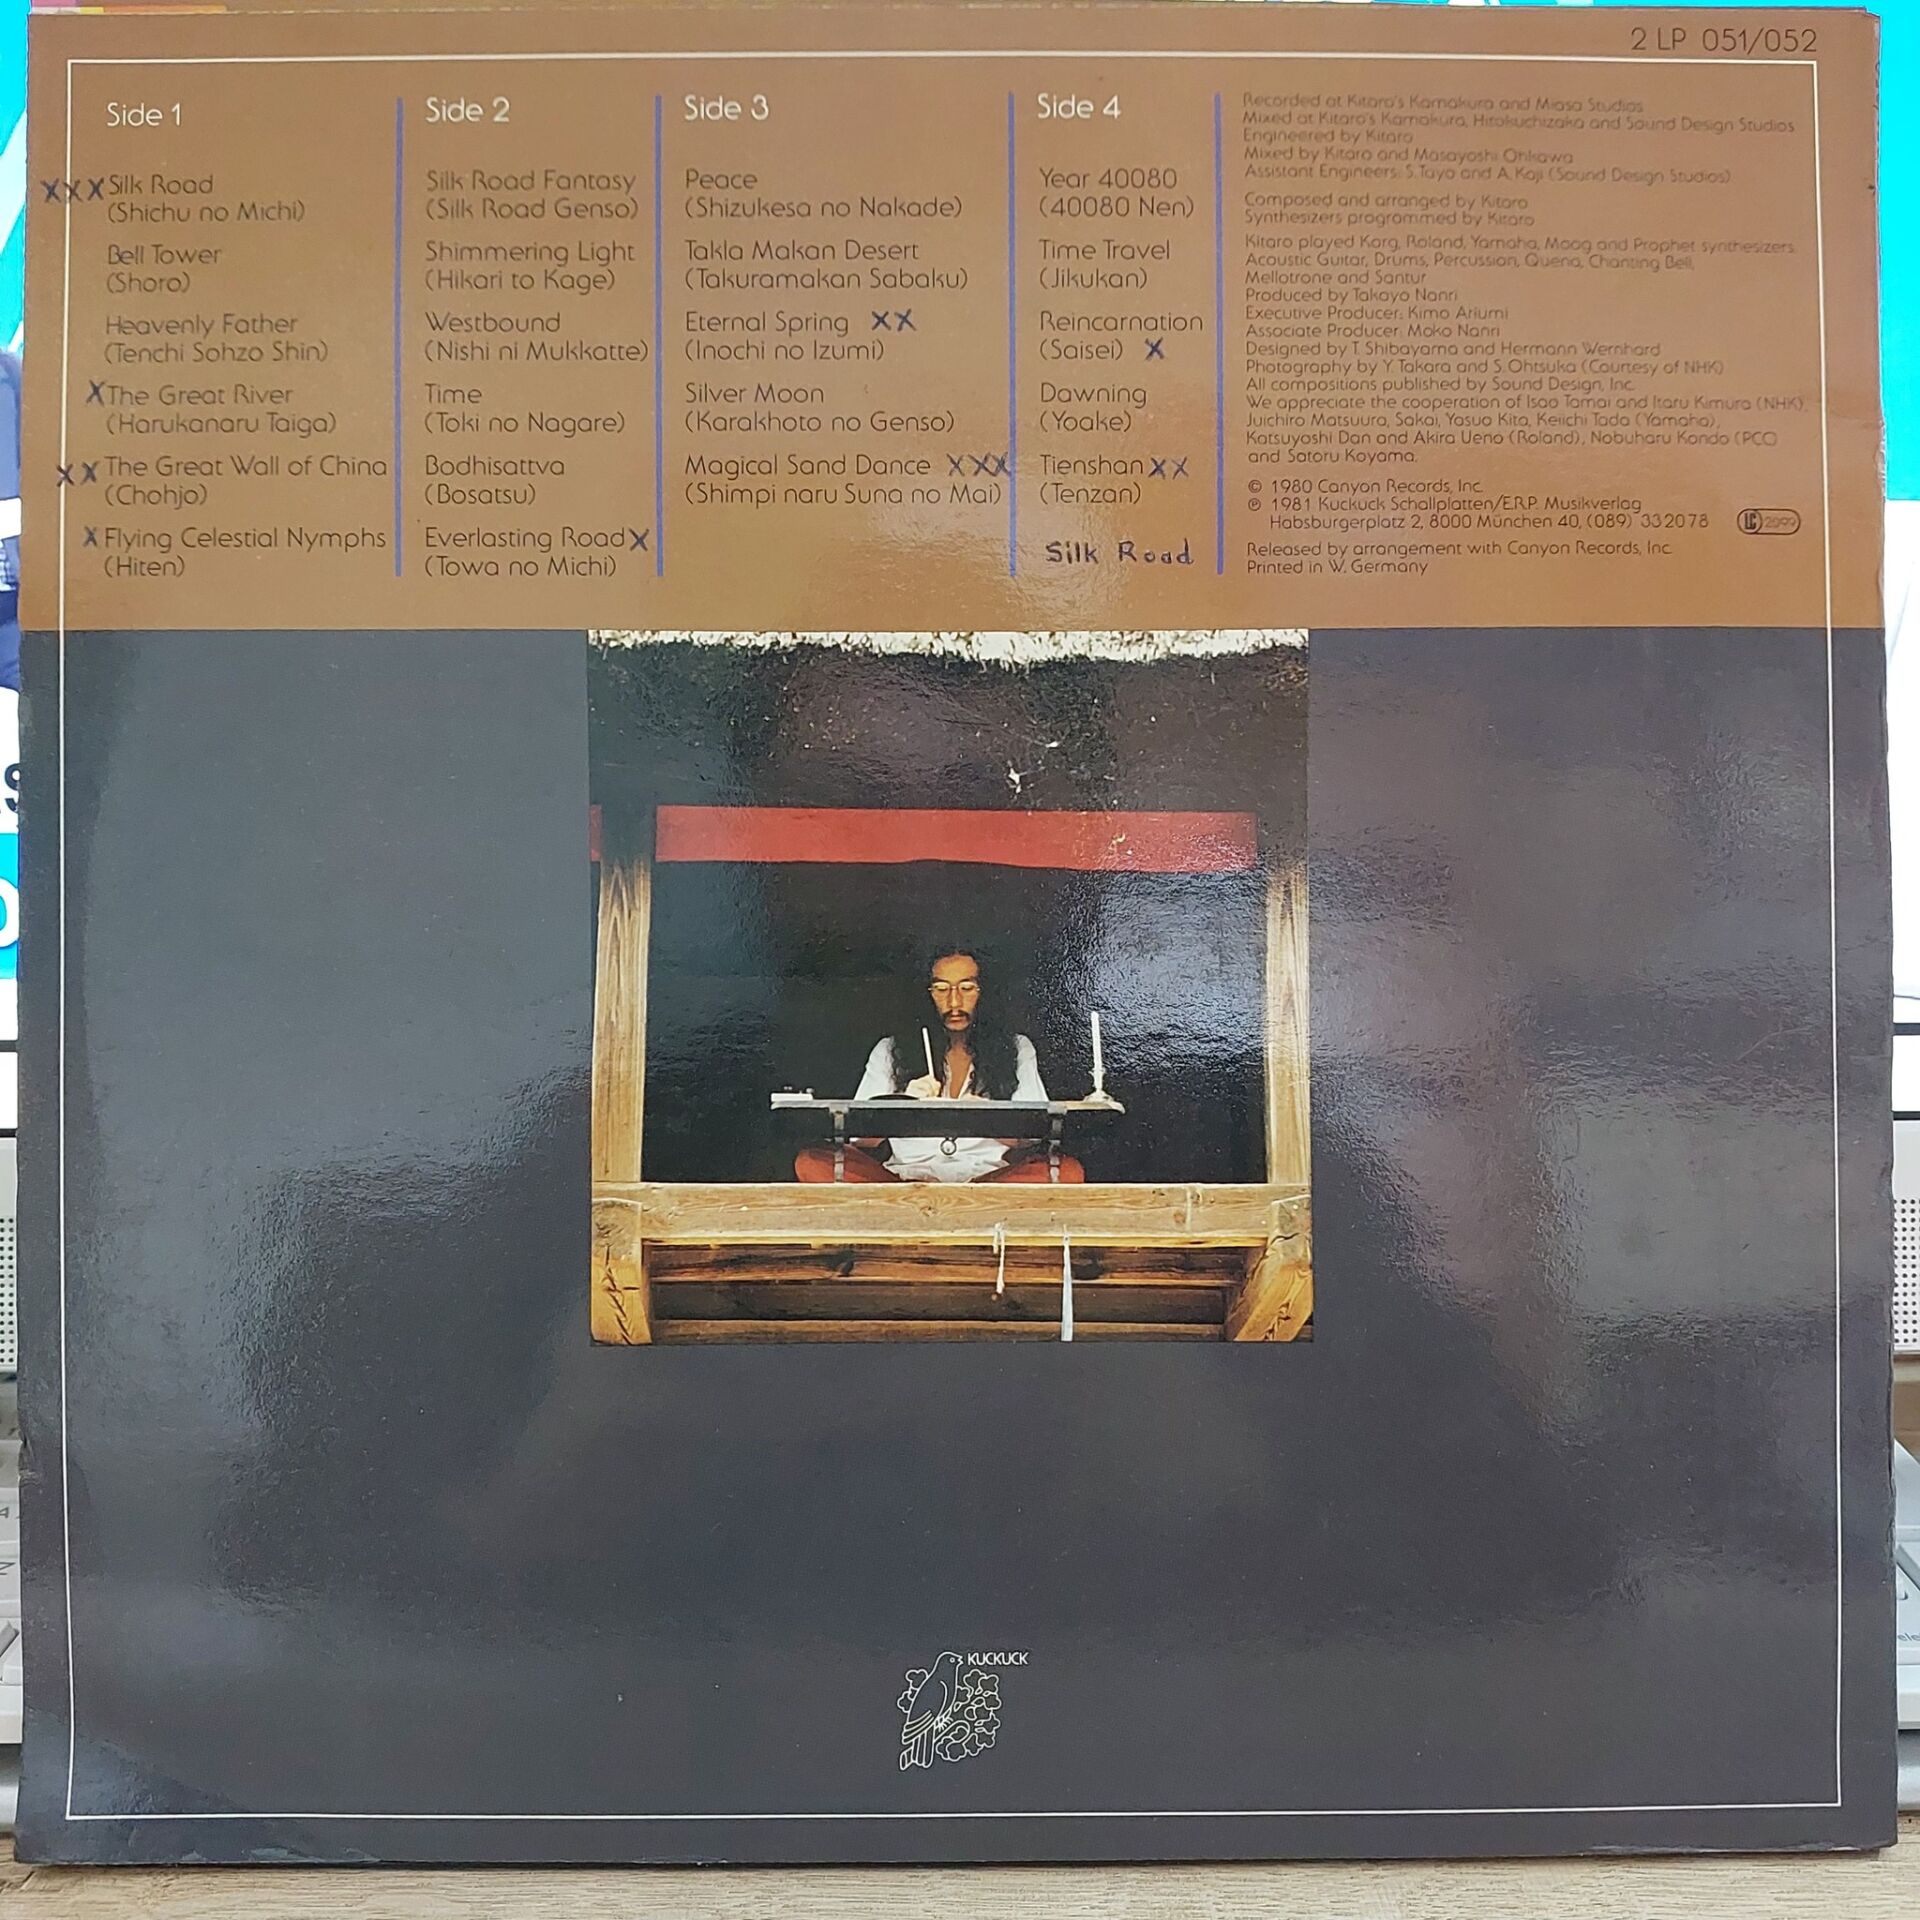 2 LP 051/052
Side 1
XXX Silk Road
(Shichu no Michi)
Bell Tower
(Shoro)
Heavenly Father
(Tenchi Sohzo Shin)
X The Great River
(Harukanaru Taiga)
XX The Great Wall of China
(Chohjo)
X Flying Celestial Nymphs
(Hiten)
Side 2
Silk Road Fantasy
(Silk Road Genso)
Shimmering Light
(Hikari to Kage)
Westbound
(Nishi ni Mukkatte)
Time
(Toki no Nagare)
Bodhisattva
(Bosatsu)
Everlasting Road X
(Towa no Michi)
Side 3
Peace
(Shizukesa no Nakade)
Takla Makan Desert
(Takuramakan Sabaku)
Eternal Spring XX
(Inochi no Izumi)
Silver Moon
(Karakhoto no Genso)
Magical Sand Dance XXX
(Shimpi naru Suna no Mai)
Side 4
Year 40080
(40080 Nen)
Time Travel
(Jikukan)
Reincarnation
(Saisei) X
Dawning
(Yoake)
Tienshan XX
(Tenzan)
Silk Road
Recorded at Kitaro's Kamakura and Miasa Studios
Mixed at Kitaro's Kamakura, Hitokuchizaka and Sound Design Studios
Engineered by Kitaro
Mixed by Kitaro and Masayoshi Ohkawa
Assistant Engineers: S. Taya and A. Koji (Sound Design Studios)
Composed and arranged by Kitaro
Synthesizers programmed by Kitaro
Kitaro played Korg, Roland, Yamaha, Moog and Prophet synthesizers.
Acoustic Guitar, Drums, Percussion, Quena, Chanting Bell,
Mellotrone and Santur
Produced by Takayo Nanri
Executive Producer: Kimo Ariumi
Associate Producer: Moko Nanri
Designed by T. Shibayama and Hermann Wernhard
Photography by Y. Takara and S. Ohtsuka (Courtesy of NHK)
All compositions published by Sound Design, Inc.
We appreciate the cooperation of Isao Tamai and Itaru Kimura (NHK),
Juichiro Matsuura, Sakai, Yasuo Kita, Keiichi Tada (Yamaha),
Katsuyoshi Dan and Akira Ueno (Roland), Nobuharu Kondo (PCO
and Satoru Koyama.
© 1980 Canyon Records, Inc.
℗ 1981 Kuckuck Schallplatten/E.R.P. Musikverlag
Habsburgerplatz 2, 8000 München 40, (089) 33 20 78
LC 2099
Released by arrangement with Canyon Records, Inc.
Printed in W. Germany
KUCKUCK